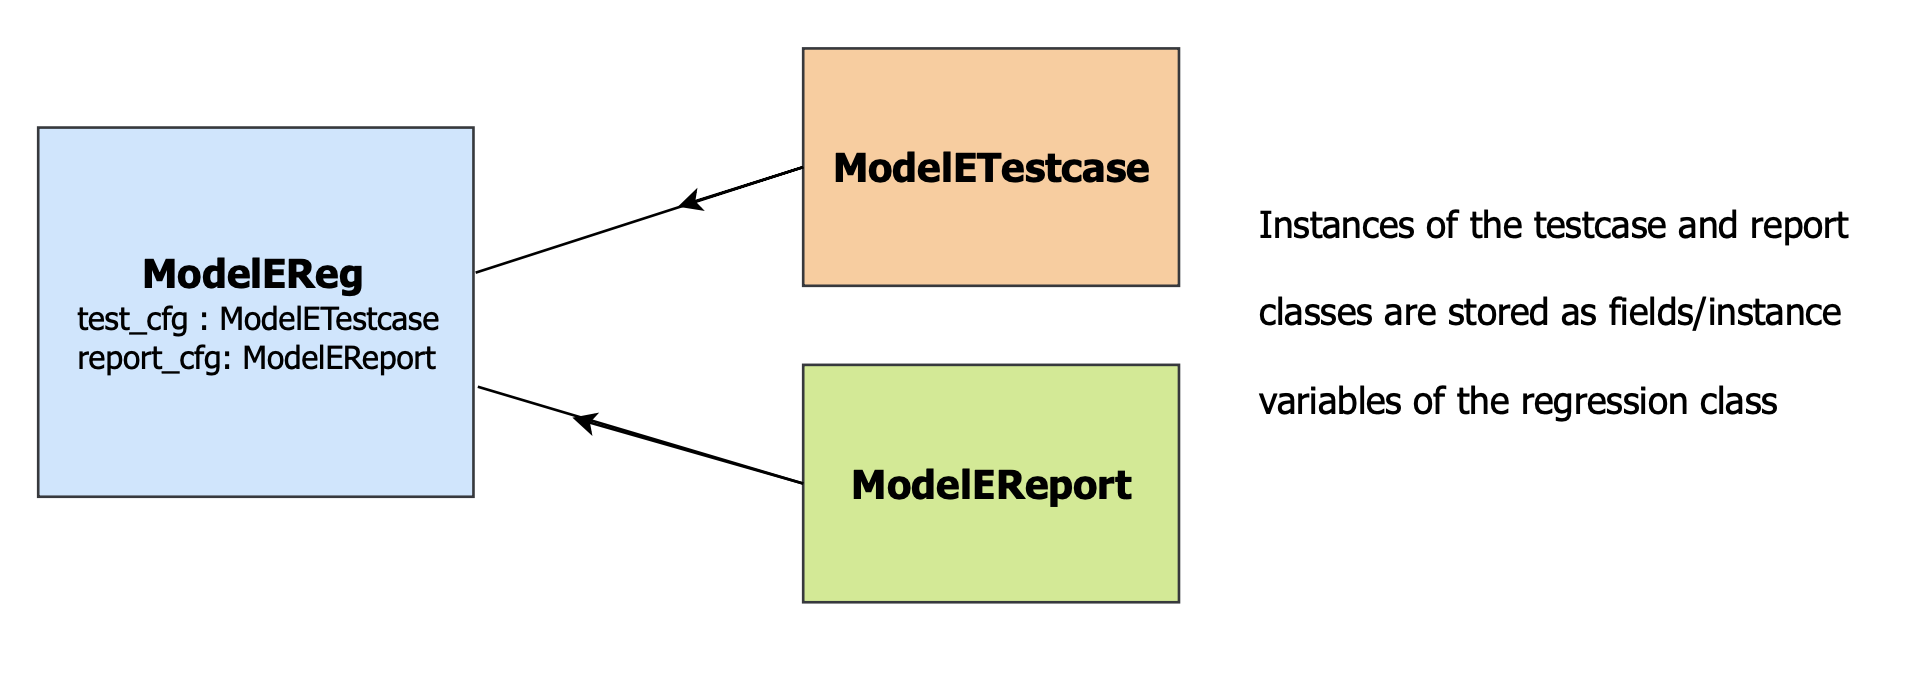 ModelEReg
test_cfg : ModelETestcase
report_cfg: ModelEReport
ModelETestcase
ModelEReport
Instances of the testcase and report
classes are stored as fields/instance
variables of the regression class